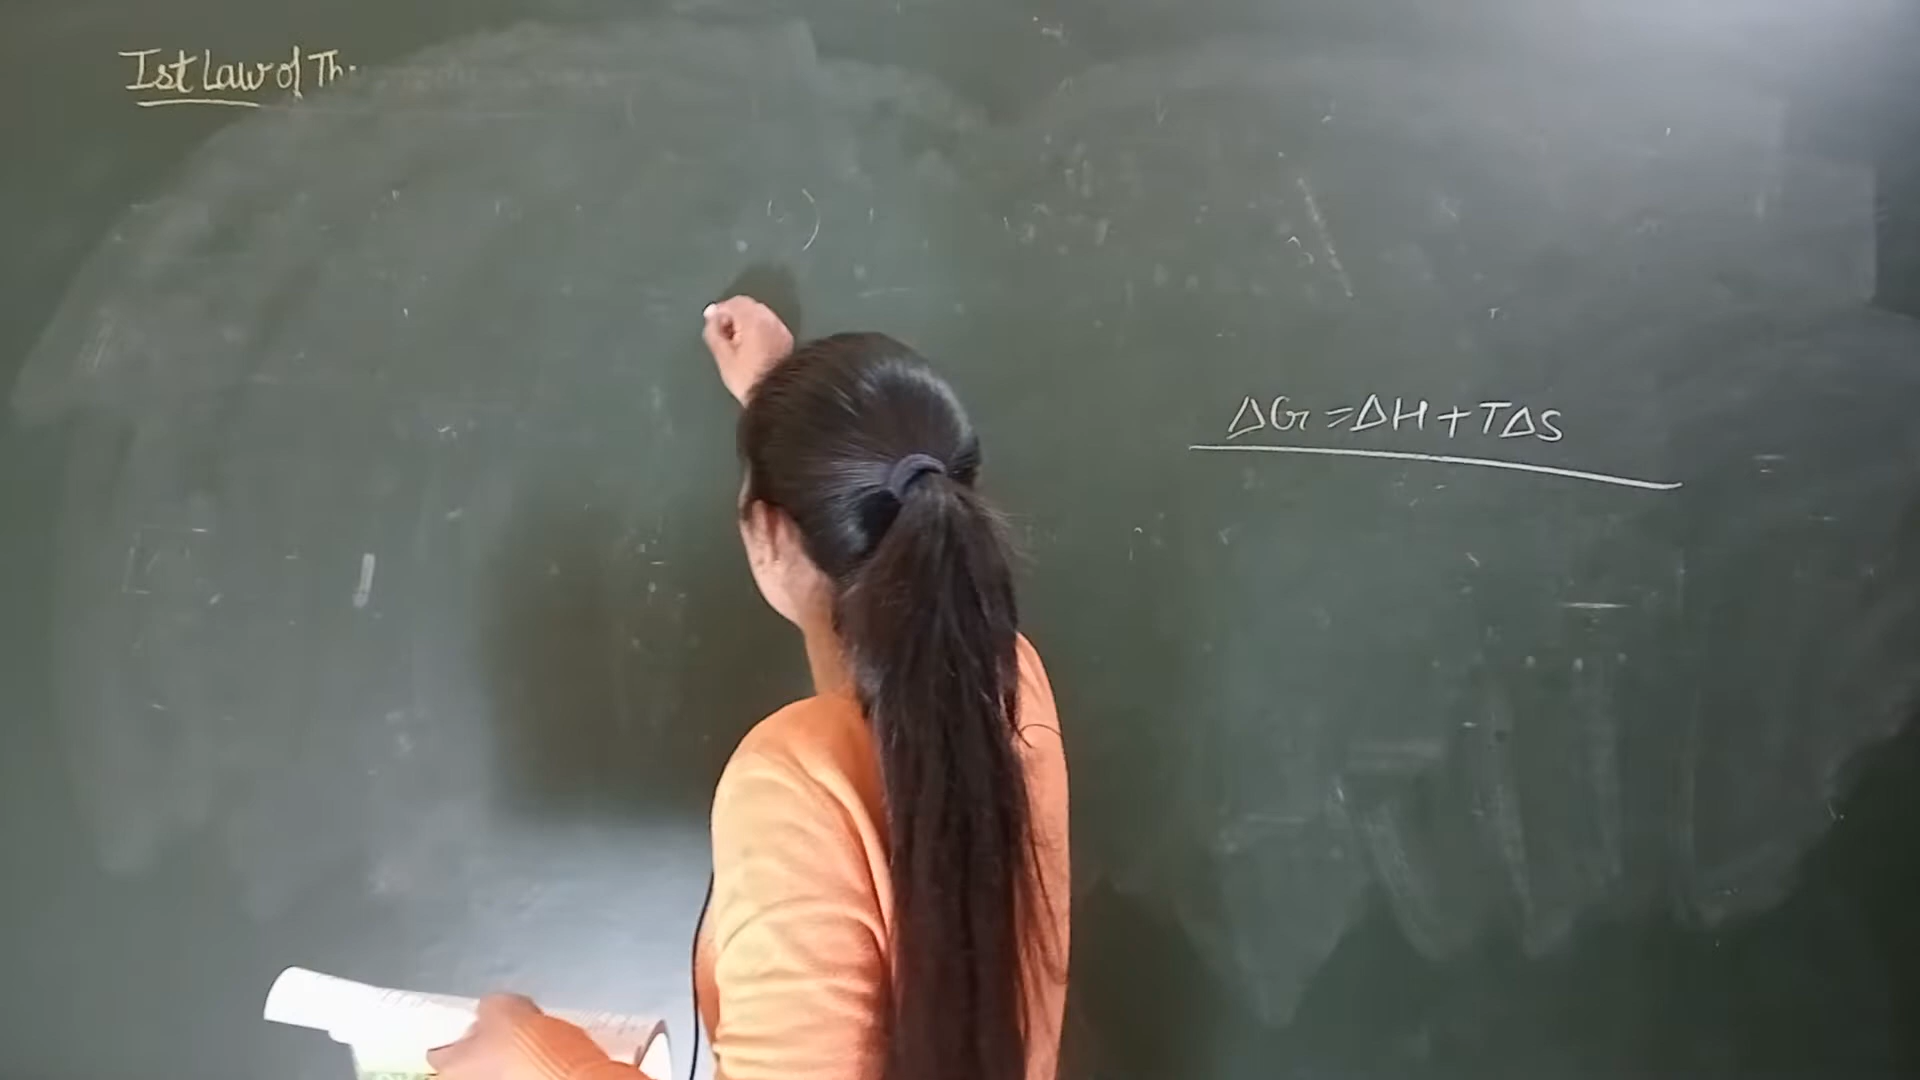 Ist Law of Th
ΔG = ΔH + TΔS